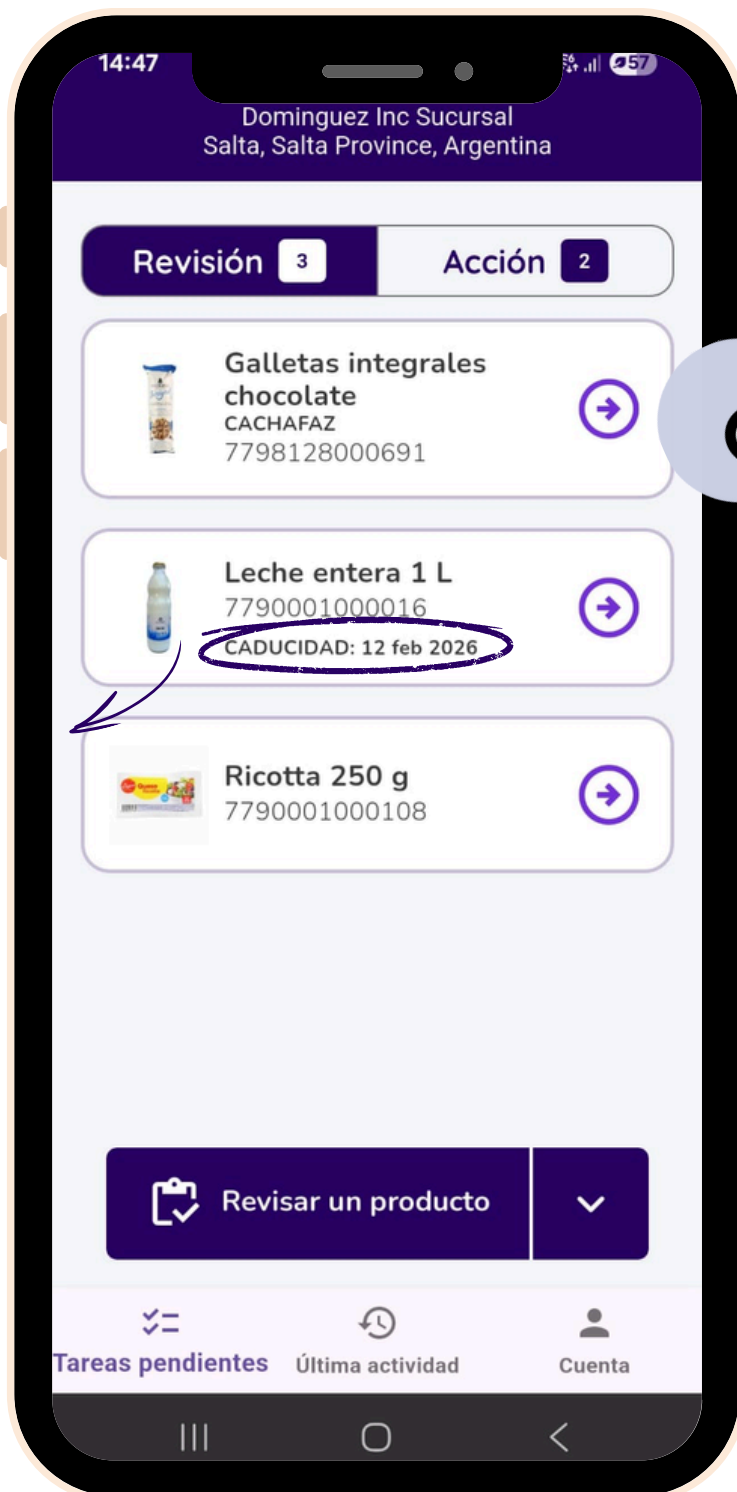 14:47
57
Dominguez Inc Sucursal
Salta, Salta Province, Argentina
Revisión 3
Acción 2
Galletas integrales
chocolate
CACHAFAZ
7798128000691
Leche entera 1 L
7790001000016
CADUCIDAD: 12 feb 2026
Ricotta 250 g
7790001000108
Revisar un producto
Tareas pendientes
Última actividad
Cuenta